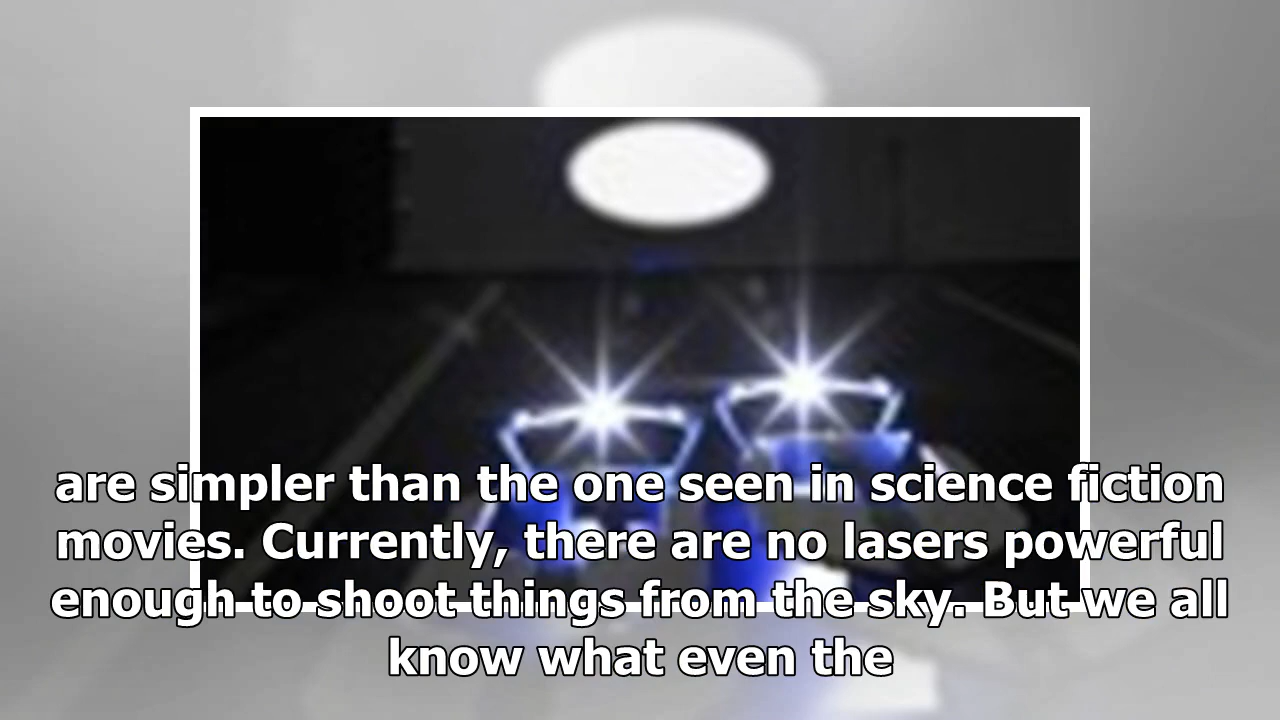 are simpler than the one seen in science fiction
movies. Currently, there are no lasers powerful
enough to shoot things from the sky. But we all
know what even the